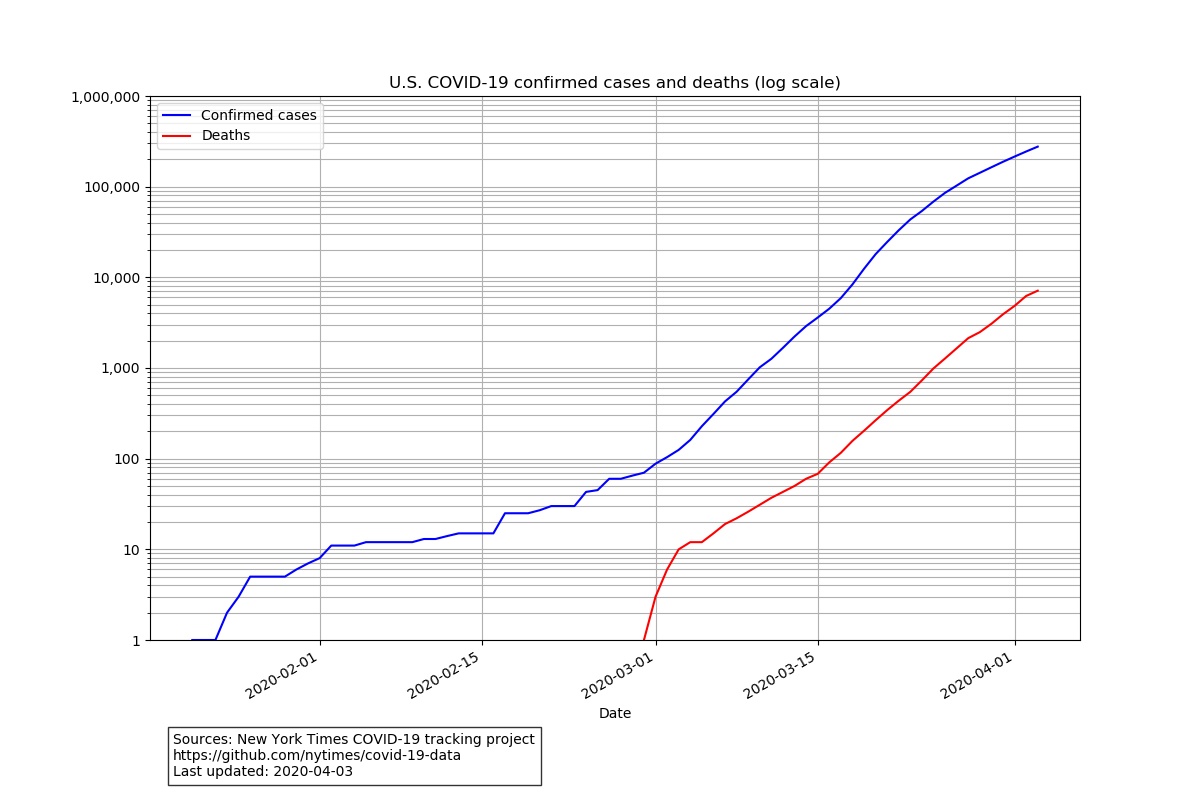 U.S. COVID-19 confirmed cases and deaths (log scale)
1,000,000
100,000
10,000
1,000
100
10
1
Confirmed cases
Deaths
2020-02-01
2020-02-15
2020-03-01
2020-03-15
2020-04-01
Date
Sources: New York Times COVID-19 tracking project
https://github.com/nytimes/covid-19-data
Last updated: 2020-04-03